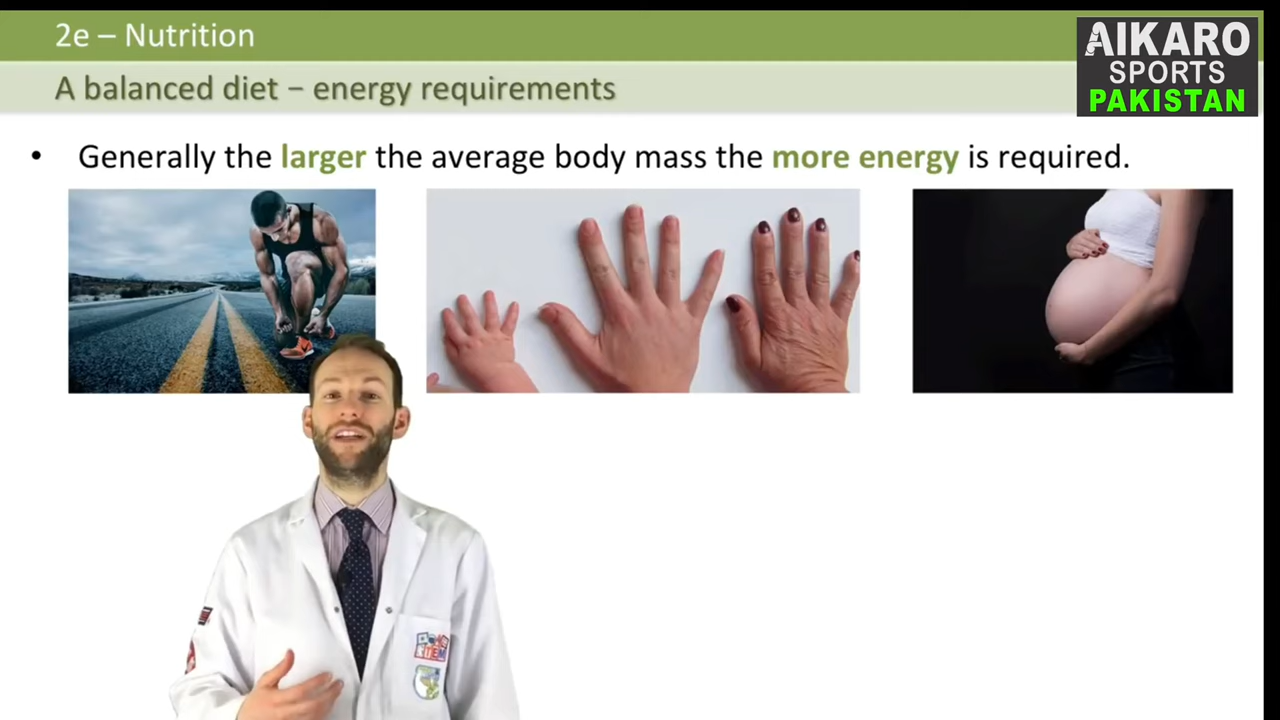 2e – Nutrition
A balanced diet – energy requirements
AIKARO
SPORTS
PAKISTAN
• Generally the larger the average body mass the more energy is required.
STEM